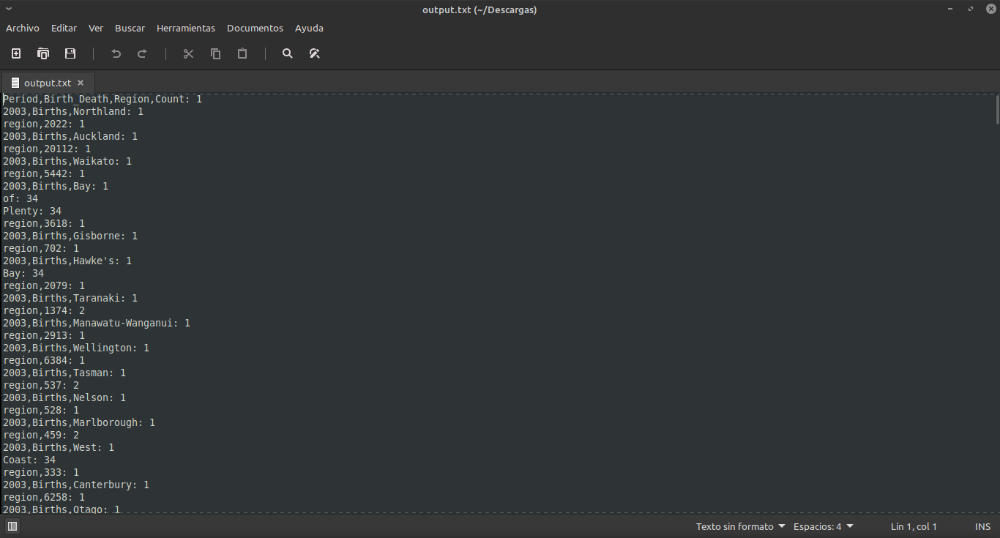 output.txt (~/Descargas)
Archivo Editar Ver Buscar Herramientas Documentos Ayuda
output.txt
Period,Birth_Death,Region,Count: 1
2003,Births,Northland: 1
region,2022: 1
2003,Births,Auckland: 1
region,20112: 1
2003,Births,Waikato: 1
region,5442: 1
2003,Births,Bay: 1
of: 34
Plenty: 34
region,3618: 1
2003,Births,Gisborne: 1
region,702: 1
2003,Births,Hawke's: 1
Bay: 34
region,2079: 1
2003,Births,Taranaki: 1
region,1374: 2
2003,Births,Manawatu-Wanganui: 1
region,2913: 1
2003,Births,Wellington: 1
region,6384: 1
2003,Births,Tasman: 1
region,537: 2
2003,Births,Nelson: 1
region,528: 1
2003,Births,Marlborough: 1
region,459: 2
2003,Births,West: 1
Coast: 34
region,333: 1
2003,Births,Canterbury: 1
region,6258: 1
2003,Births,Otago: 1
Texto sin formato Espacios: 4 Lín 1, col 1 INS